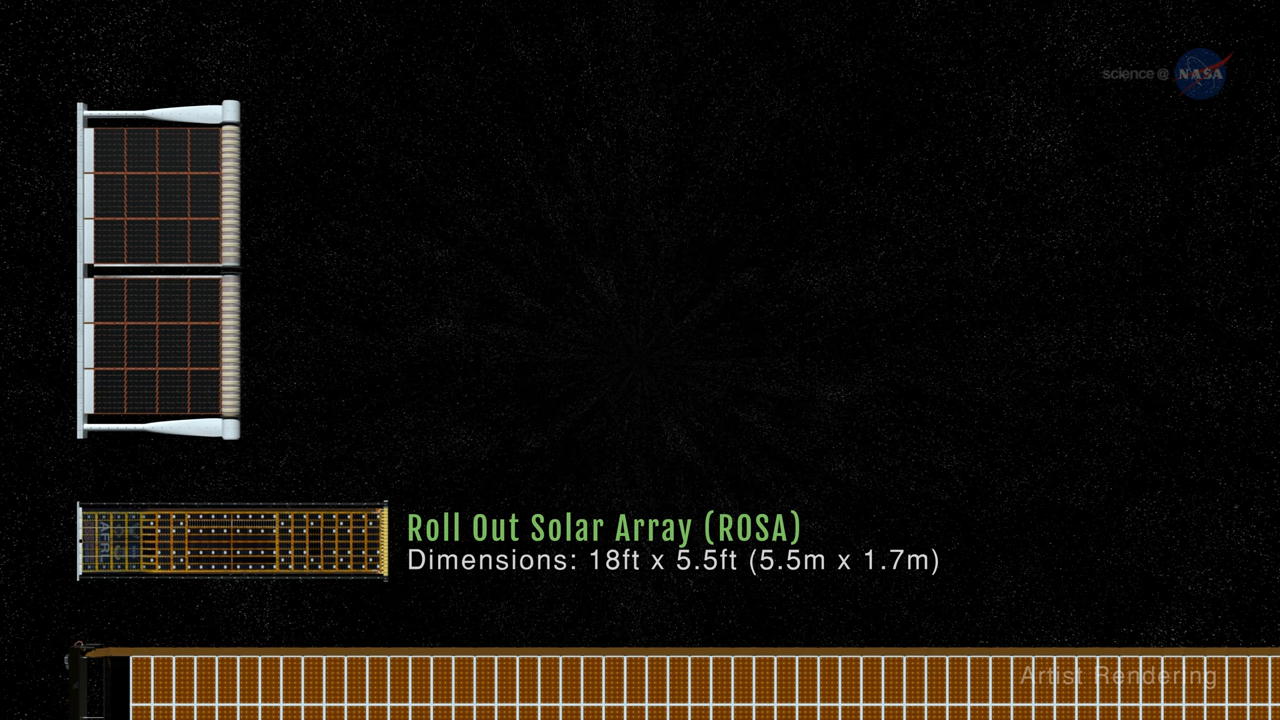 science @ NASA
AFRL
Roll Out Solar Array (ROSA)
Dimensions: 18ft x 5.5ft (5.5m x 1.7m)
Artist Rendering